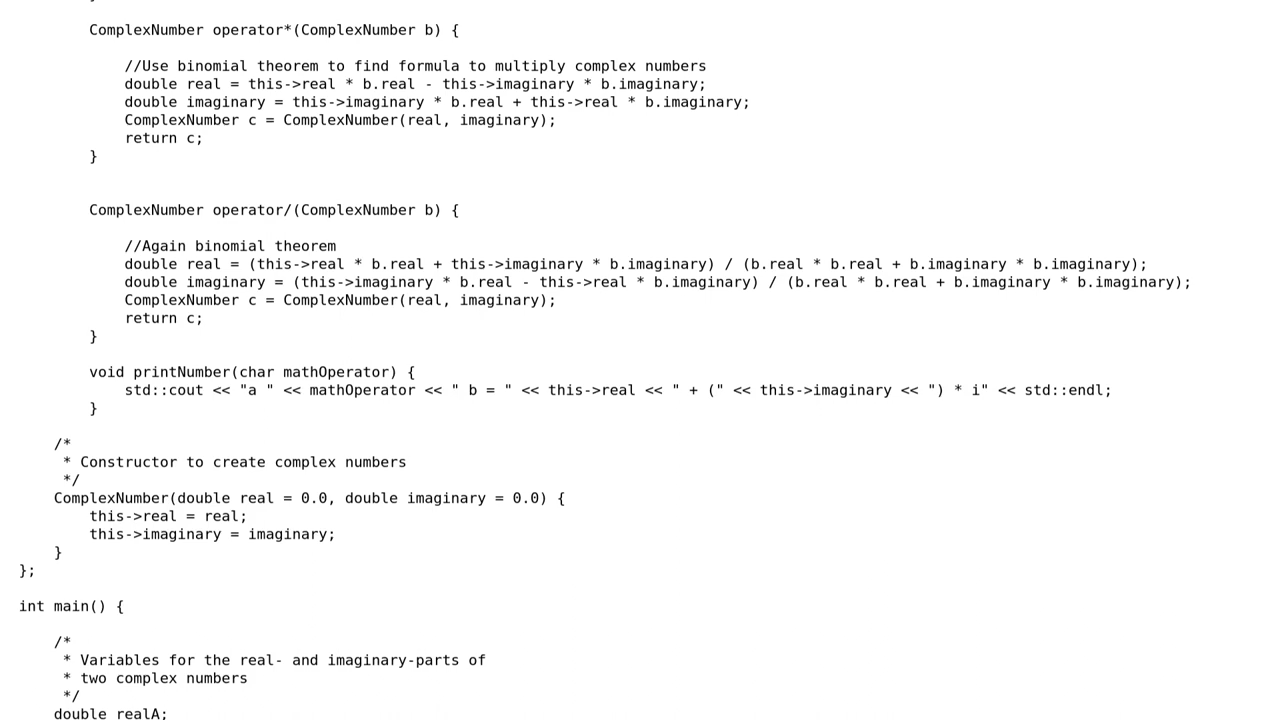 ComplexNumber operator*(ComplexNumber b) {
//Use binomial theorem to find formula to multiply complex numbers
double real = this->real * b.real - this->imaginary * b.imaginary;
double imaginary = this->imaginary * b.real + this->real * b.imaginary;
ComplexNumber c = ComplexNumber(real, imaginary);
return c;
}
ComplexNumber operator/(ComplexNumber b) {
//Again binomial theorem
double real = (this->real * b.real + this->imaginary * b.imaginary) / (b.real * b.real + b.imaginary * b.imaginary);
double imaginary = (this->imaginary * b.real - this->real * b.imaginary) / (b.real * b.real + b.imaginary * b.imaginary);
ComplexNumber c = ComplexNumber(real, imaginary);
return c;
}
void printNumber(char mathOperator) {
std::cout << "a " << mathOperator << " b = " << this->real << " + (" << this->imaginary << ") * i" << std::endl;
}
/*
* Constructor to create complex numbers
*/
ComplexNumber(double real = 0.0, double imaginary = 0.0) {
this->real = real;
this->imaginary = imaginary;
}
};
int main() {
/*
* Variables for the real- and imaginary-parts of
* two complex numbers
*/
double realA;